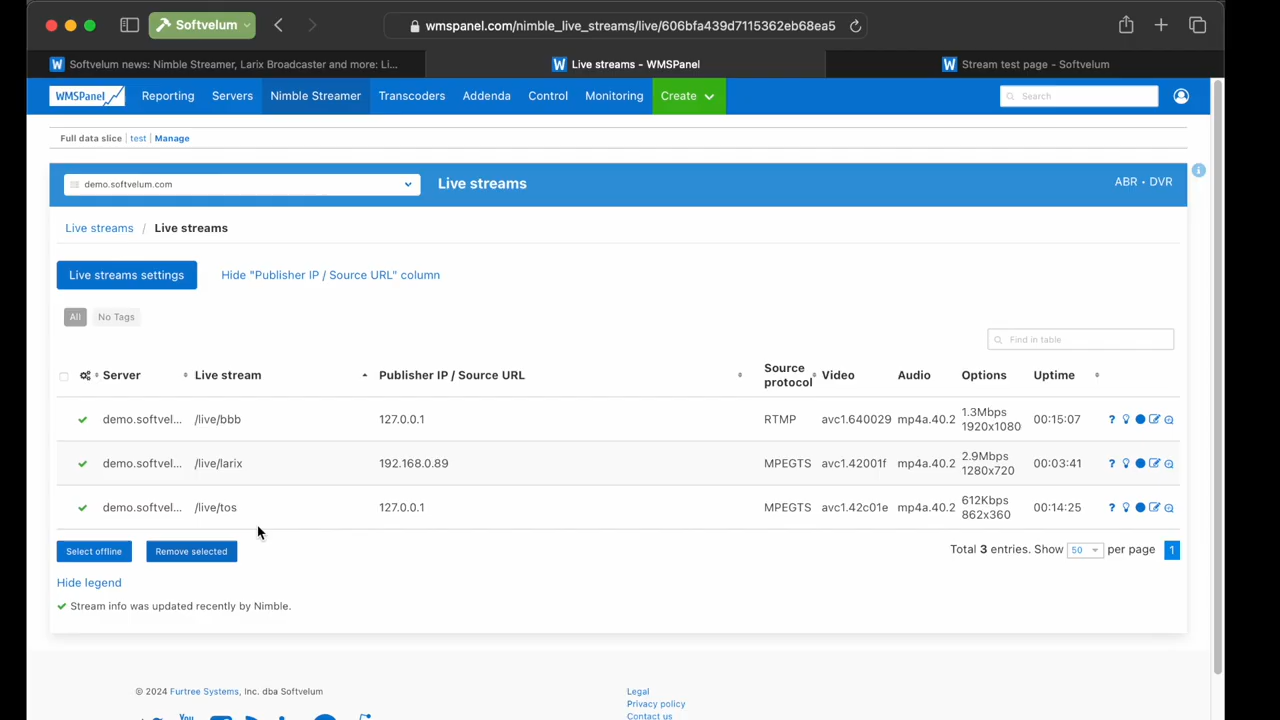 Softvelum
wmspanel.com/nimble_live_streams/live/606bfa439d7115362eb68ea5
Softvelum news: Nimble Streamer, Larix Broadcaster and more: Li...
Live streams - WMSPanel
Stream test page - Softvelum
WMSPanel Reporting Servers Nimble Streamer Transcoders Addenda Control Monitoring Create Search
Full data slice | test | Manage
demo.softvelum.com Live streams ABR • DVR
Live streams / Live streams
Live streams settings Hide "Publisher IP / Source URL" column
All No Tags
Find in table
Server Live stream Publisher IP / Source URL Source protocol Video Audio Options Uptime
demo.softvel... /live/bbb 127.0.0.1 RTMP avc1.640029 mp4a.40.2 1.3Mbps 1920x1080 00:15:07 ?
demo.softvel... /live/larix 192.168.0.89 MPEGTS avc1.42001f mp4a.40.2 2.9Mbps 1280x720 00:03:41 ?
demo.softvel... /live/tos 127.0.0.1 MPEGTS avc1.42c01e mp4a.40.2 612Kbps 862x360 00:14:25 ?
Select offline Remove selected Total 3 entries. Show 50 per page 1
Hide legend
Stream info was updated recently by Nimble.
© 2024 Furtree Systems, Inc. dba Softvelum
Legal
Privacy policy
Contact us
You